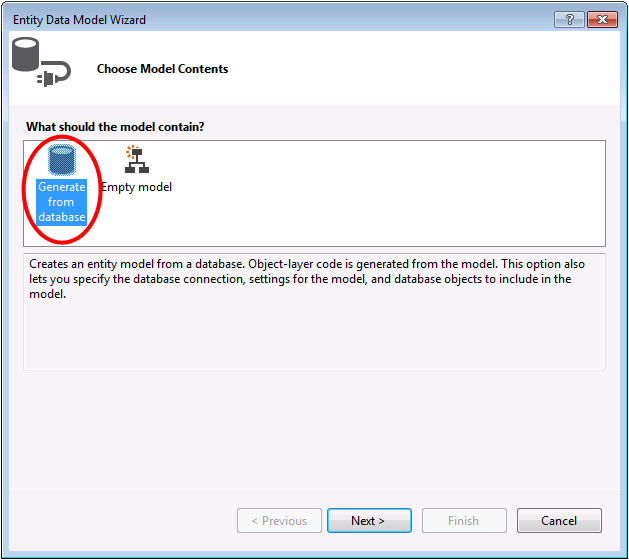 Entity Data Model Wizard
?
Choose Model Contents
What should the model contain?
Generate
from
database
Empty model
Creates an entity model from a database. Object-layer code is generated from the model. This option also
lets you specify the database connection, settings for the model, and database objects to include in the
model.
< Previous
Next >
Finish
Cancel